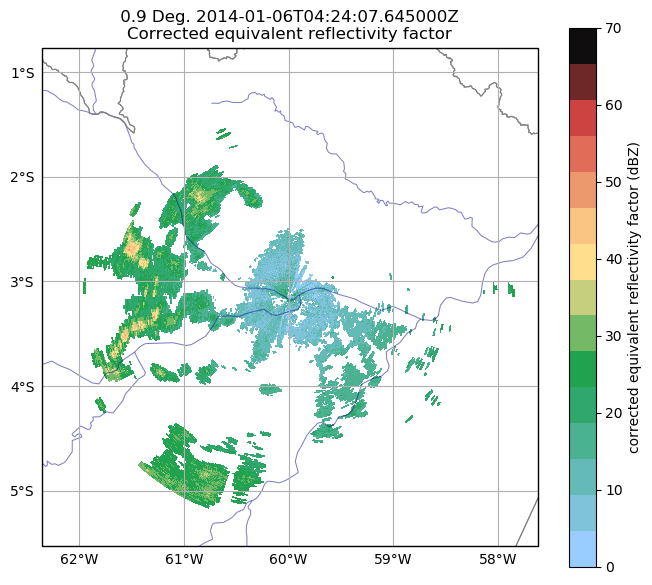 0.9 Deg. 2014-01-06T04:24:07.645000Z
Corrected equivalent reflectivity factor
1°S
2°S
3°S
4°S
5°S
62°W
61°W
60°W
59°W
58°W
70
60
50
40
30
20
10
0
corrected equivalent reflectivity factor (dBZ)